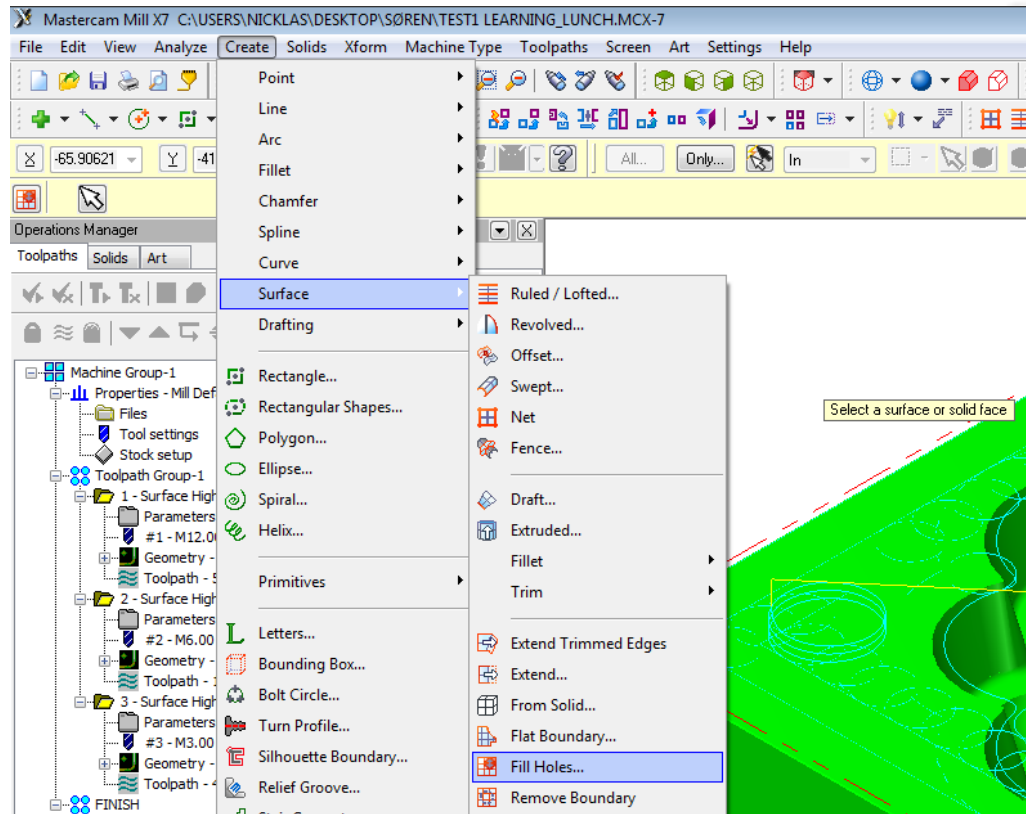 Mastercam Mill X7 C:\USERS\NICKLAS\DESKTOP\SØREN\TEST1 LEARNING_LUNCH.MCX-7
File Edit View Analyze Create Solids Xform Machine Type Toolpaths Screen Art Settings Help
X -65.90621 Y -41
All... Only... In
Operations Manager
Toolpaths Solids Art
Machine Group-1
Properties - Mill Def
Files
Tool settings
Stock setup
Toolpath Group-1
1 - Surface High
Parameters
#1 - M12.0
Geometry -
Toolpath -
2 - Surface High
Parameters
#2 - M6.00
Geometry -
Toolpath -
3 - Surface High
Parameters
#3 - M3.00
Geometry -
Toolpath -
FINISH
Point
Line
Arc
Fillet
Chamfer
Spline
Curve
Surface
Drafting
Rectangle...
Rectangular Shapes...
Polygon...
Ellipse...
Spiral...
Helix...
Primitives
Letters...
Bounding Box...
Bolt Circle...
Turn Profile...
Silhouette Boundary...
Relief Groove...
Ruled / Lofted...
Revolved...
Offset...
Swept...
Net
Fence...
Draft...
Extruded...
Fillet
Trim
Extend Trimmed Edges
Extend...
From Solid...
Flat Boundary...
Fill Holes...
Remove Boundary
Select a surface or solid face